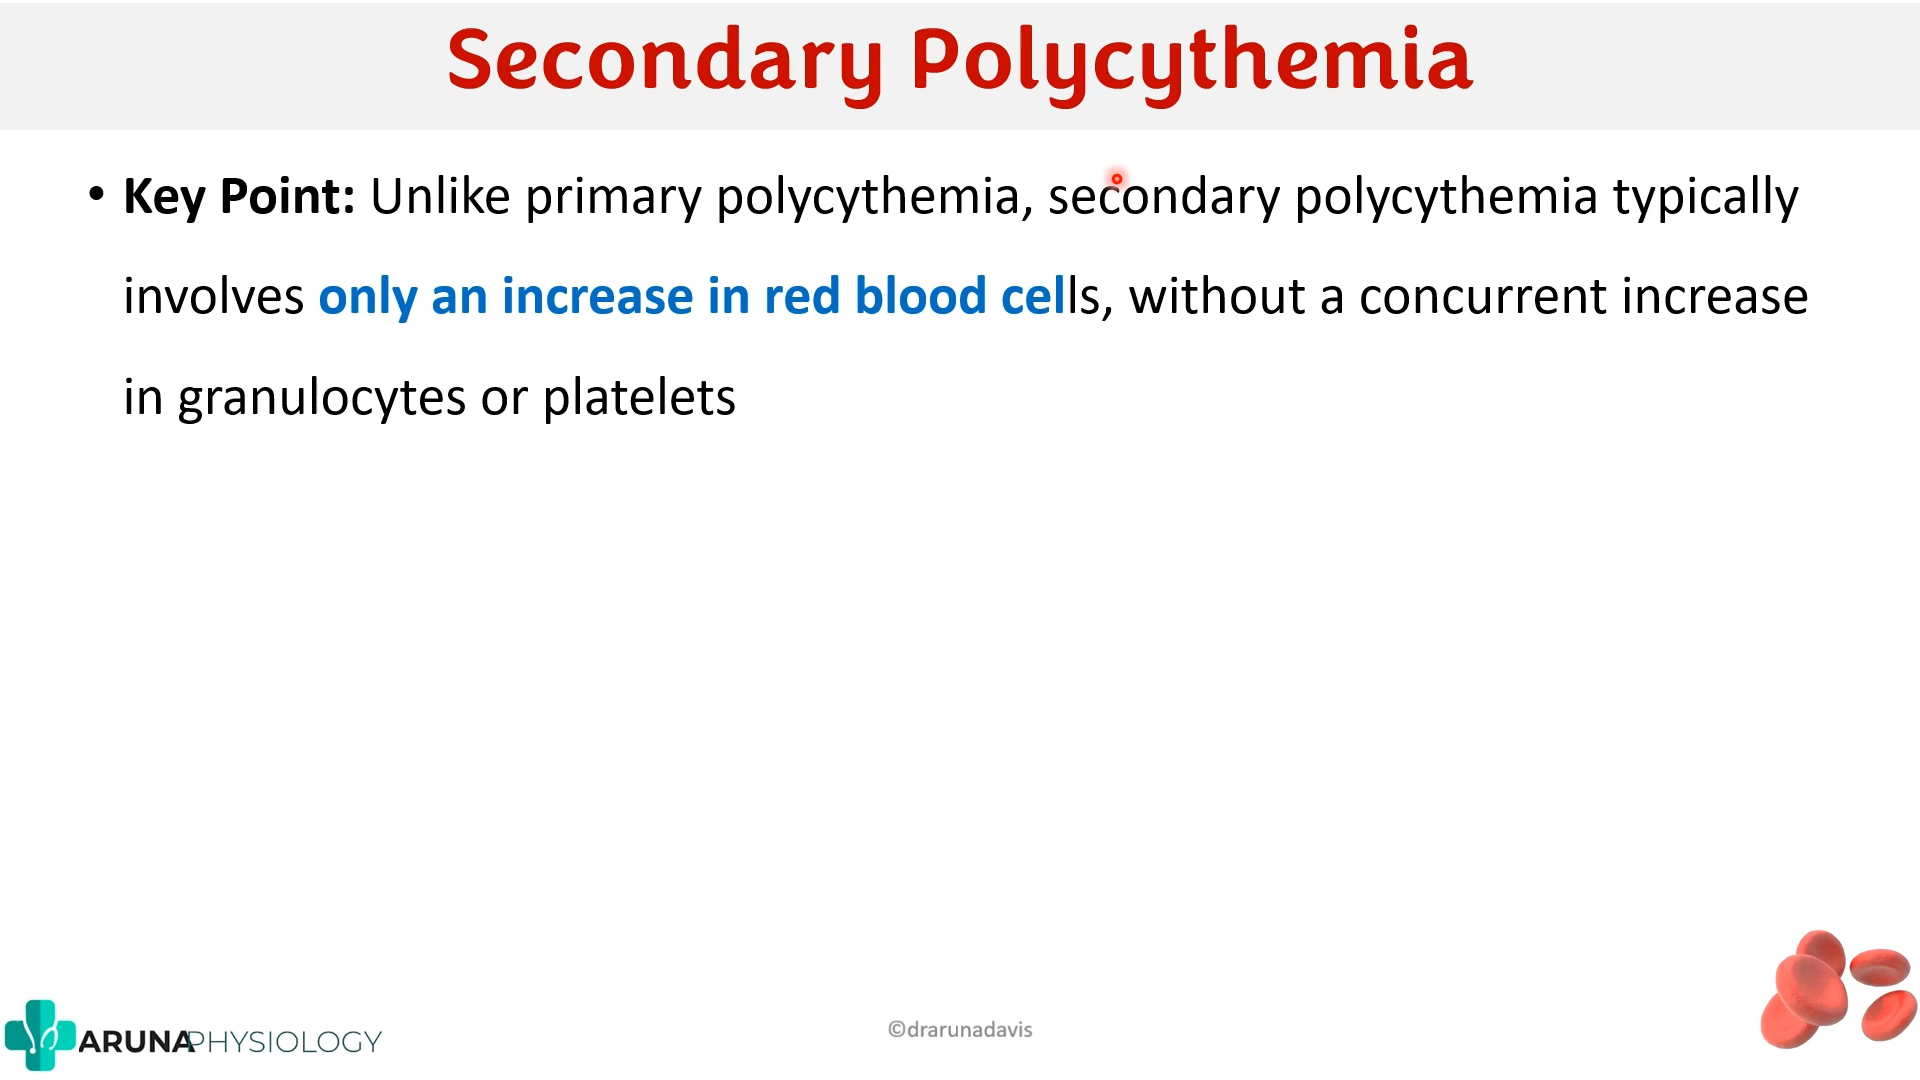 Secondary Polycythemia
• Key Point: Unlike primary polycythemia, secondary polycythemia typically
involves only an increase in red blood cells, without a concurrent increase
in granulocytes or platelets
ARUNAPHYSIOLOGY
©drarunadavis